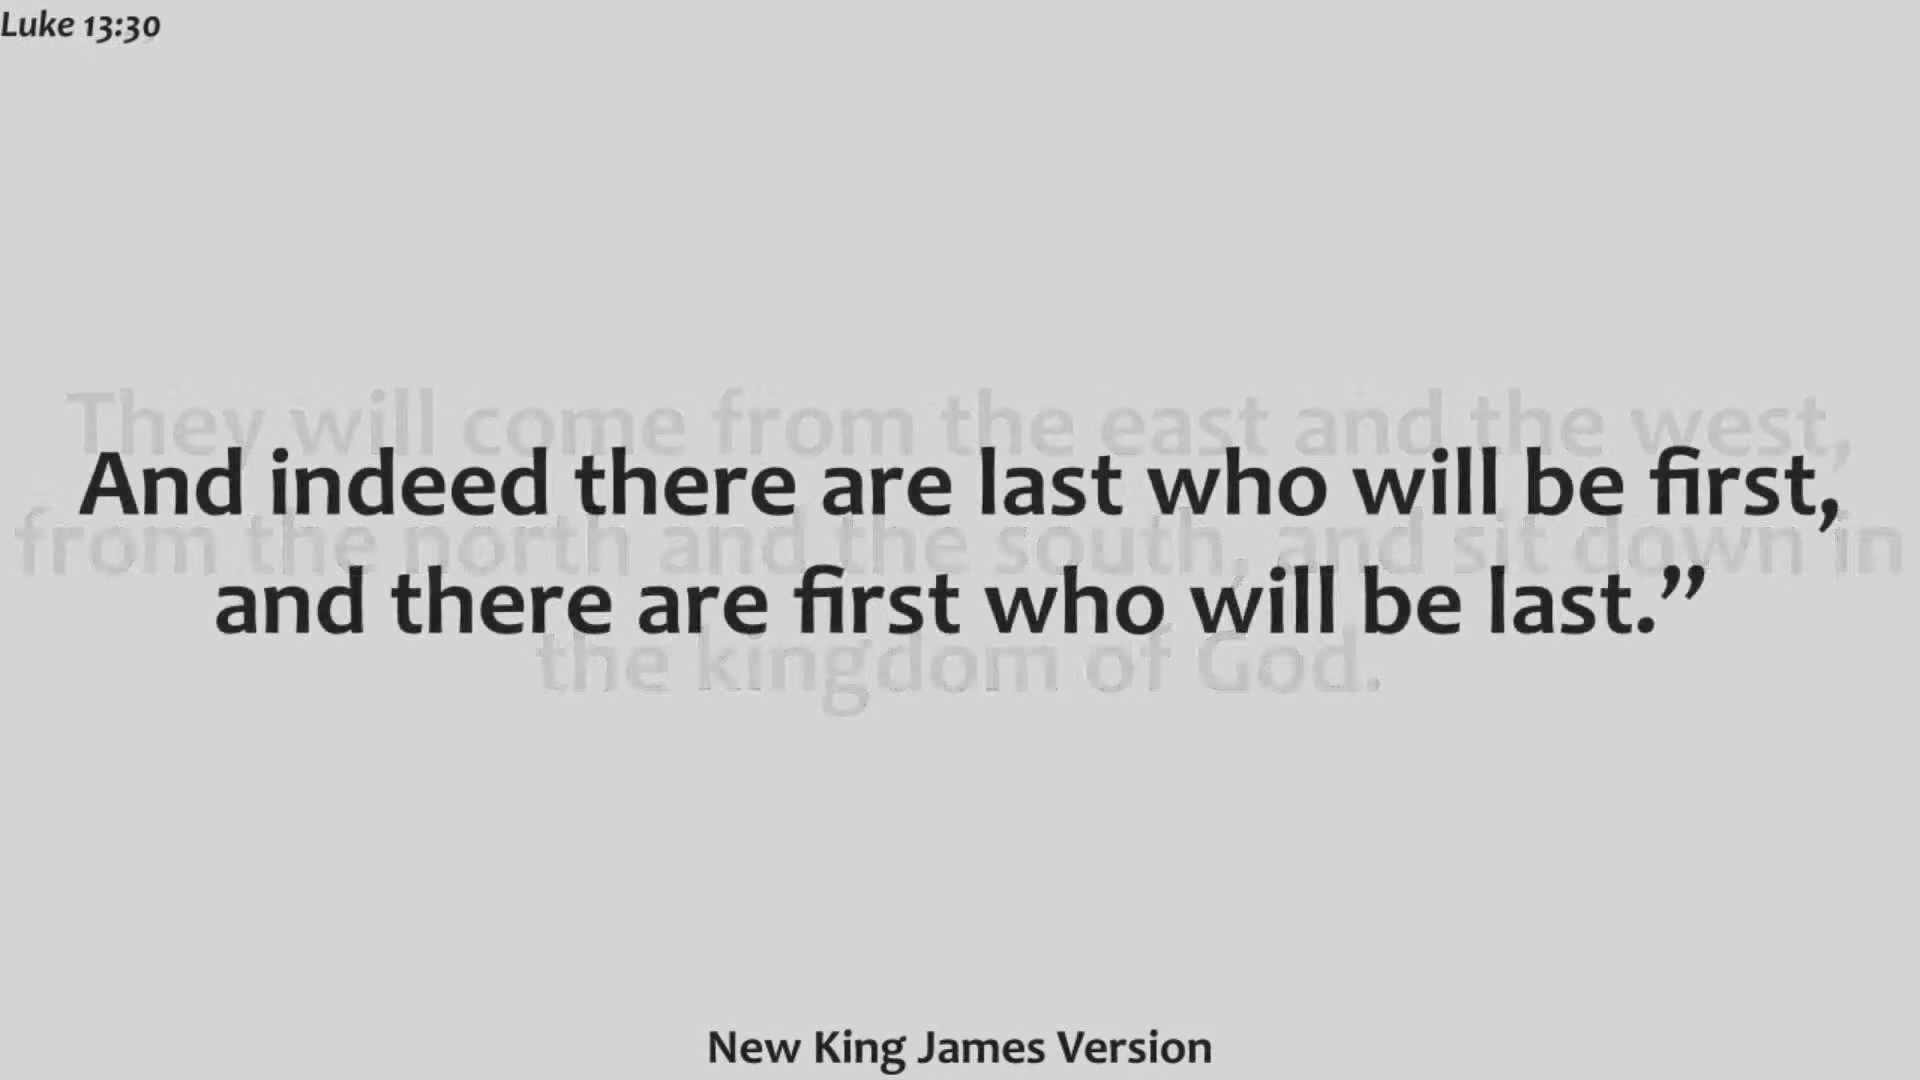 Luke 13:30
They will come from the east and the west,
And indeed there are last who will be first,
from the north and the south, and sit down in
and there are first who will be last.”
the kingdom of God.
New King James Version